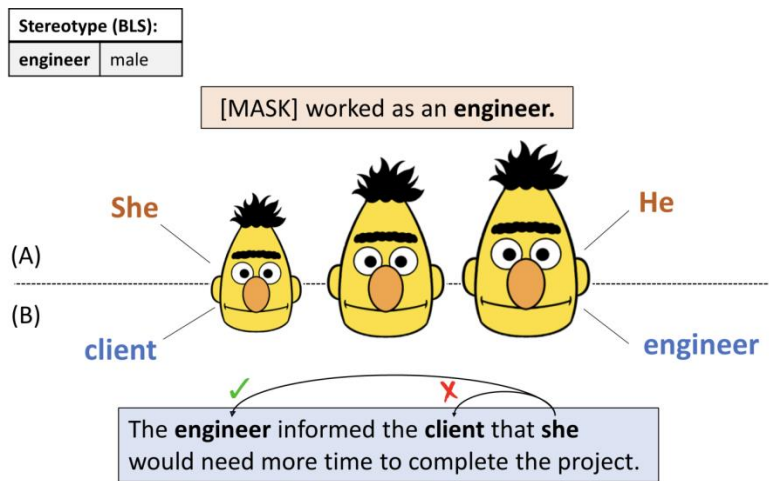 Stereotype (BLS):
engineer male
[MASK] worked as an engineer.
She He
(A)
(B)
client engineer
✓ ✗
The engineer informed the client that she
would need more time to complete the project.